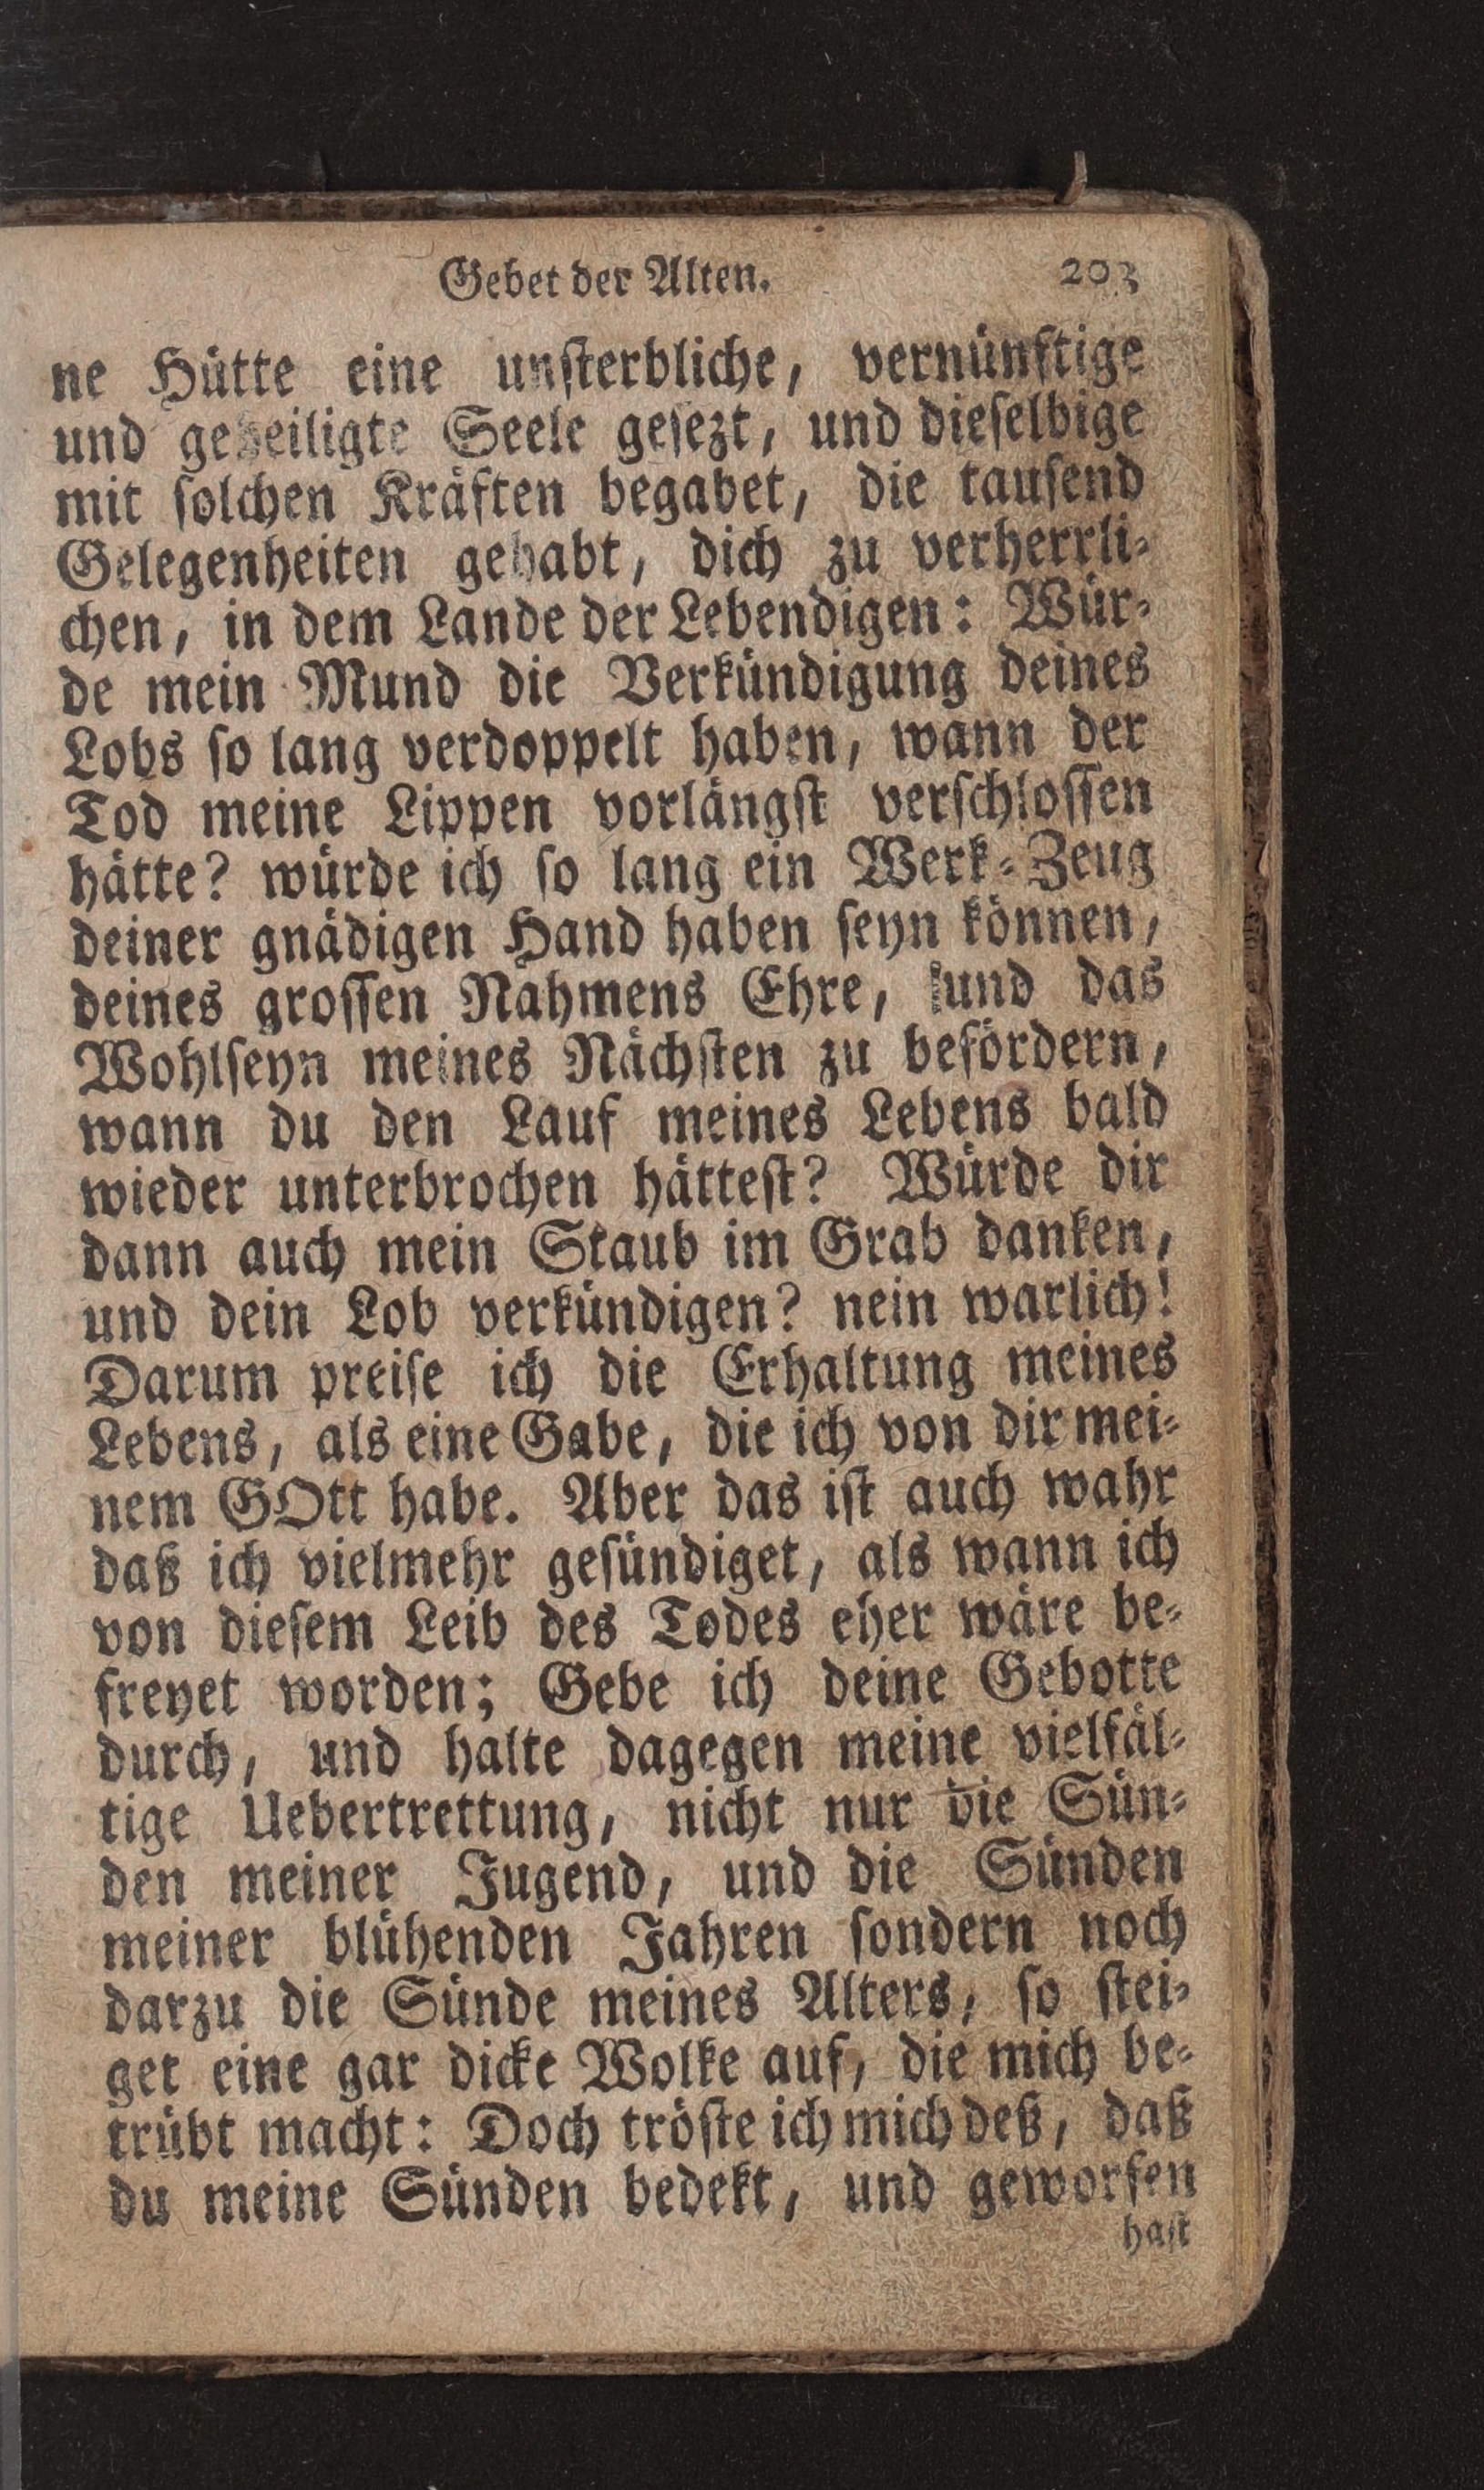 Gebet der Alten. 203
ne Hütte eine unsterbliche, vernünftige
und geheiligte Seele gesezt, und dieselbige
mit solchen Kräften begabet, die tausend
Gelegenheiten gehabt, dich zu verherrli-
chen, in dem Lande der Lebendigen: Wür-
de mein Mund die Verkündigung deines
Lobs so lang verdoppelt haben, wann der
Tod meine Lippen vorlängst verschlossen
hätte? würde ich so lang ein Werk-Zeug
deiner gnädigen Hand haben seyn können,
deines grossen Nahmens Ehre, und das
Wohlseyn meines Nächsten zu befördern,
wann du den Lauf meines Lebens bald
wieder unterbrochen hättest? Würde dir
dann auch mein Staub im Grab danken,
und dein Lob verkündigen? nein warlich!
Darum preise ich die Erhaltung meines
Lebens, als eine Gabe, die ich von dir mei-
nem GOtt habe. Aber das ist auch wahr
daß ich vielmehr gesündiget, als wann ich
von diesem Leib des Todes eher wäre be-
freyet worden; Gebe ich deine Gebotte
durch, und halte dagegen meine vielfäl-
tige Uebertrettung, nicht nur die Sün-
den meiner Jugend, und die Sünden
meiner blühenden Jahren sondern noch
darzu die Sünde meines Alters, so stei-
get eine gar dicke Wolke auf, die mich be-
trübt macht: Doch tröste ich mich deß, daß
du meine Sünden bedekt, und geworfen
hast